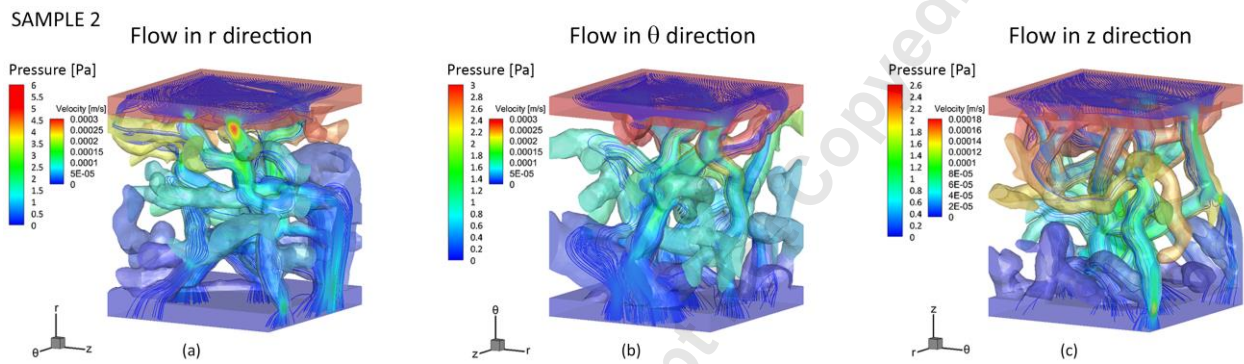 SAMPLE 2
Flow in r direction
Pressure [Pa]
6
5.5
5
4.5
4
3.5
3
2.5
2
1.5
1
0.5
0
Velocity [m/s]
0.0003
0.00025
0.0002
0.00015
0.0001
5E-05
0
r
θ
z
(a)
Flow in θ direction
Pressure [Pa]
3
2.8
2.6
2.4
2.2
2
1.8
1.6
1.4
1.2
1
0.8
0.6
0.4
0.2
0
Velocity [m/s]
0.0003
0.00025
0.0002
0.00015
0.0001
5E-05
0
θ
z
r
(b)
Flow in z direction
Pressure [Pa]
2.6
2.4
2.2
2
1.8
1.6
1.4
1.2
1
0.8
0.6
0.4
0.2
0
Velocity [m/s]
0.00018
0.00016
0.00014
0.00012
0.0001
8E-05
6E-05
4E-05
2E-05
0
z
r
θ
(c)
Copyedi